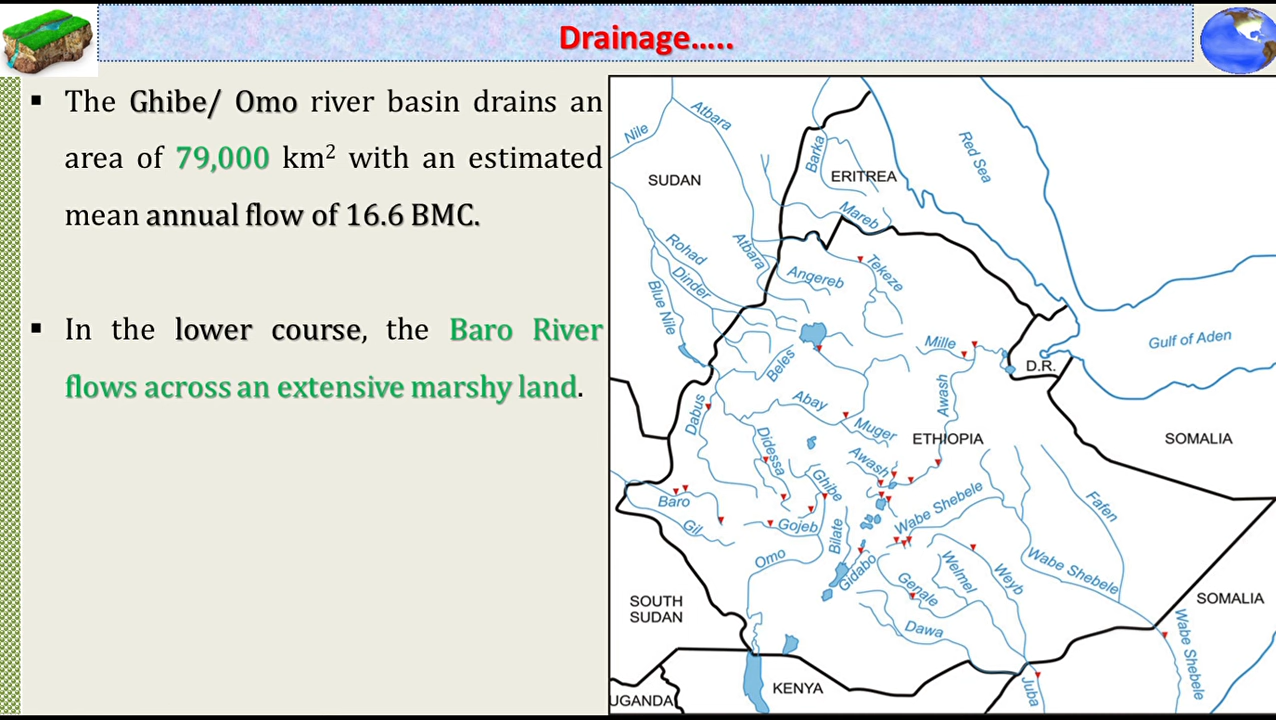 Drainage…..
▪ The Ghibe/ Omo river basin drains an
area of 79,000 km² with an estimated
mean annual flow of 16.6 BMC.
▪ In the lower course, the Baro River
flows across an extensive marshy land.
Nile
Atbara
Red Sea
Barka
SUDAN
ERITREA
Mareb
Rohad
Atbara
Tekeze
Angereb
Dinder
Blue Nile
Gulf of Aden
Mille
Beles
D.R.
Awash
Abay
Dabus
Muger
ETHIOPIA
SOMALIA
Didessa
Awash
Ghibe
Baro
Wabe Shebele
Fafen
Gil
Gojeb
Bilate
Omo
Gidabo
Welmel
Weyb
Wabe Shebele
Genale
SOUTH
SUDAN
SOMALIA
Dawa
Wabe Shebele
KENYA
Juba
UGANDA